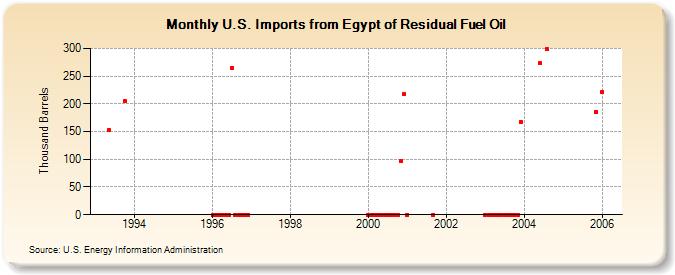 Monthly U.S. Imports from Egypt of Residual Fuel Oil
Thousand Barrels
300
250
200
150
100
50
0
1994 1996 1998 2000 2002 2004 2006
Source: U.S. Energy Information Administration